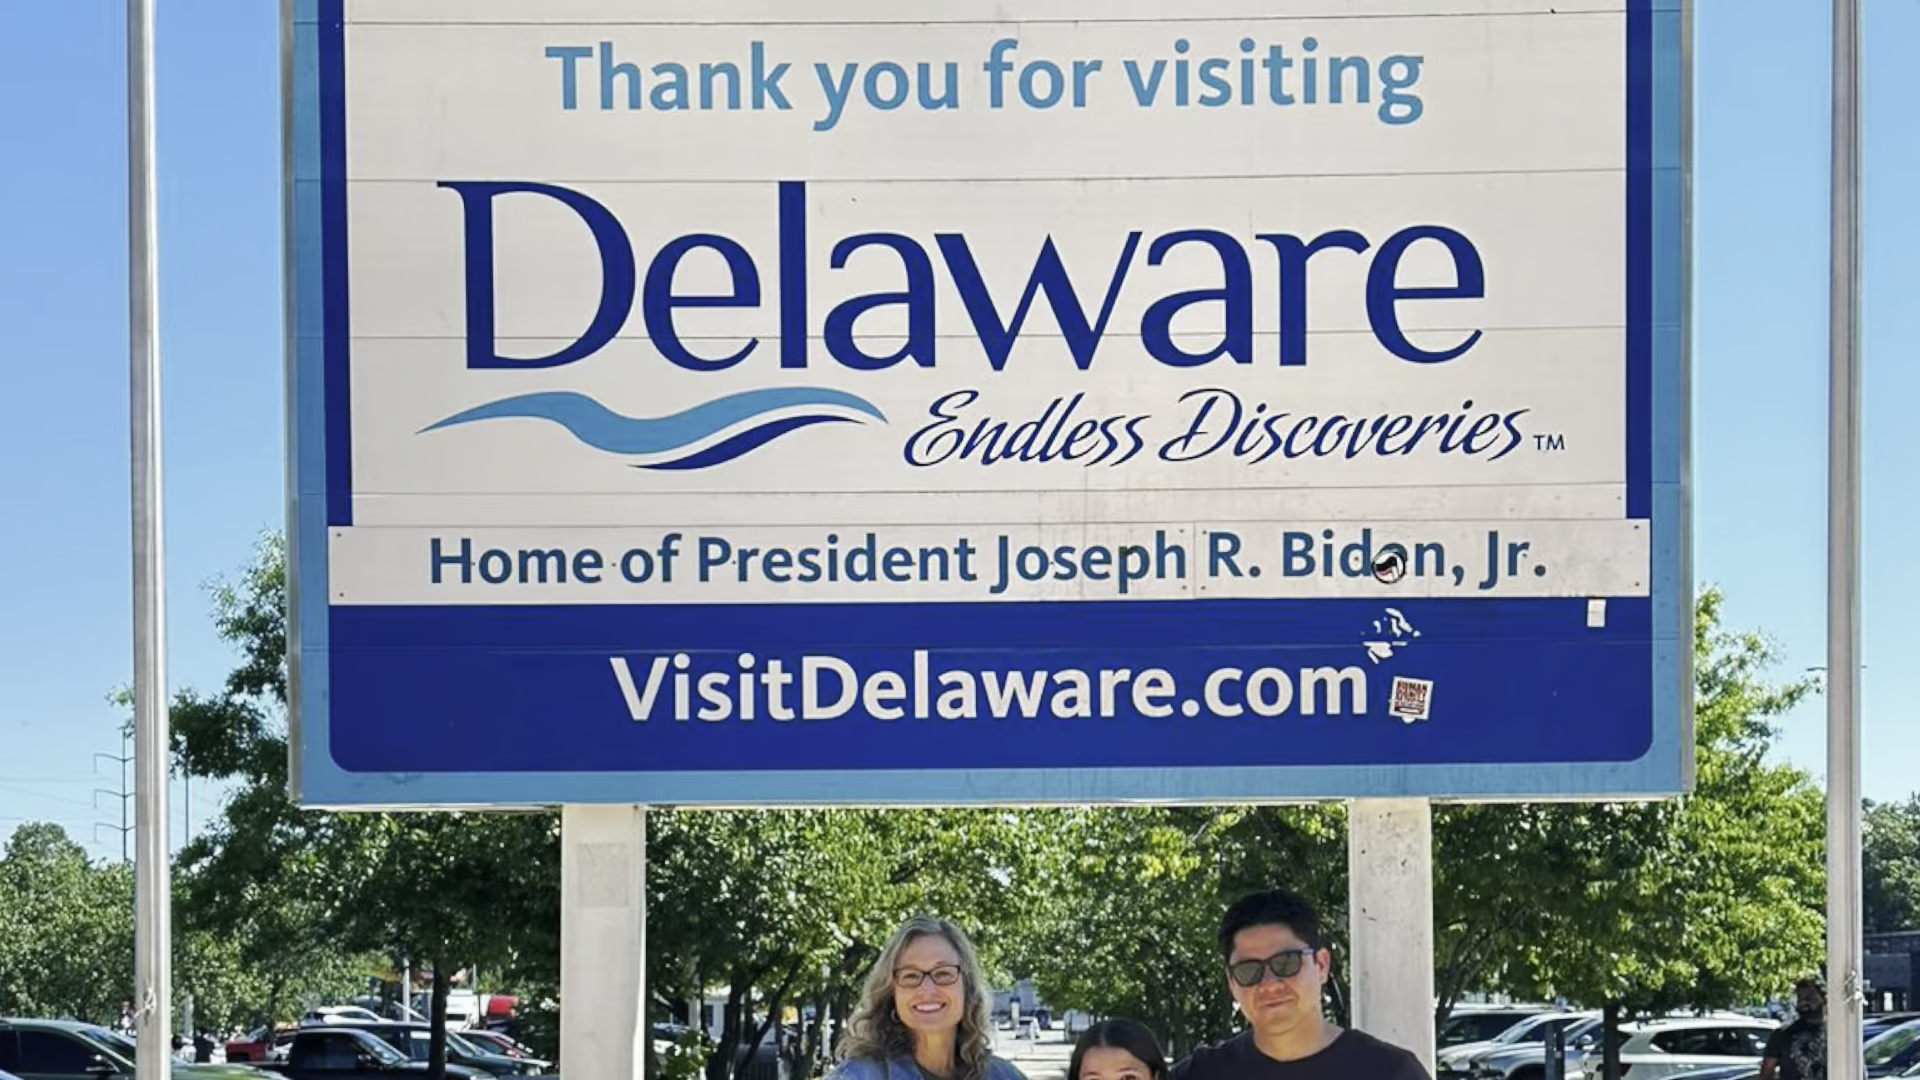 Thank you for visiting
Delaware
Endless Discoveries™
Home of President Joseph R. Biden, Jr.
VisitDelaware.com